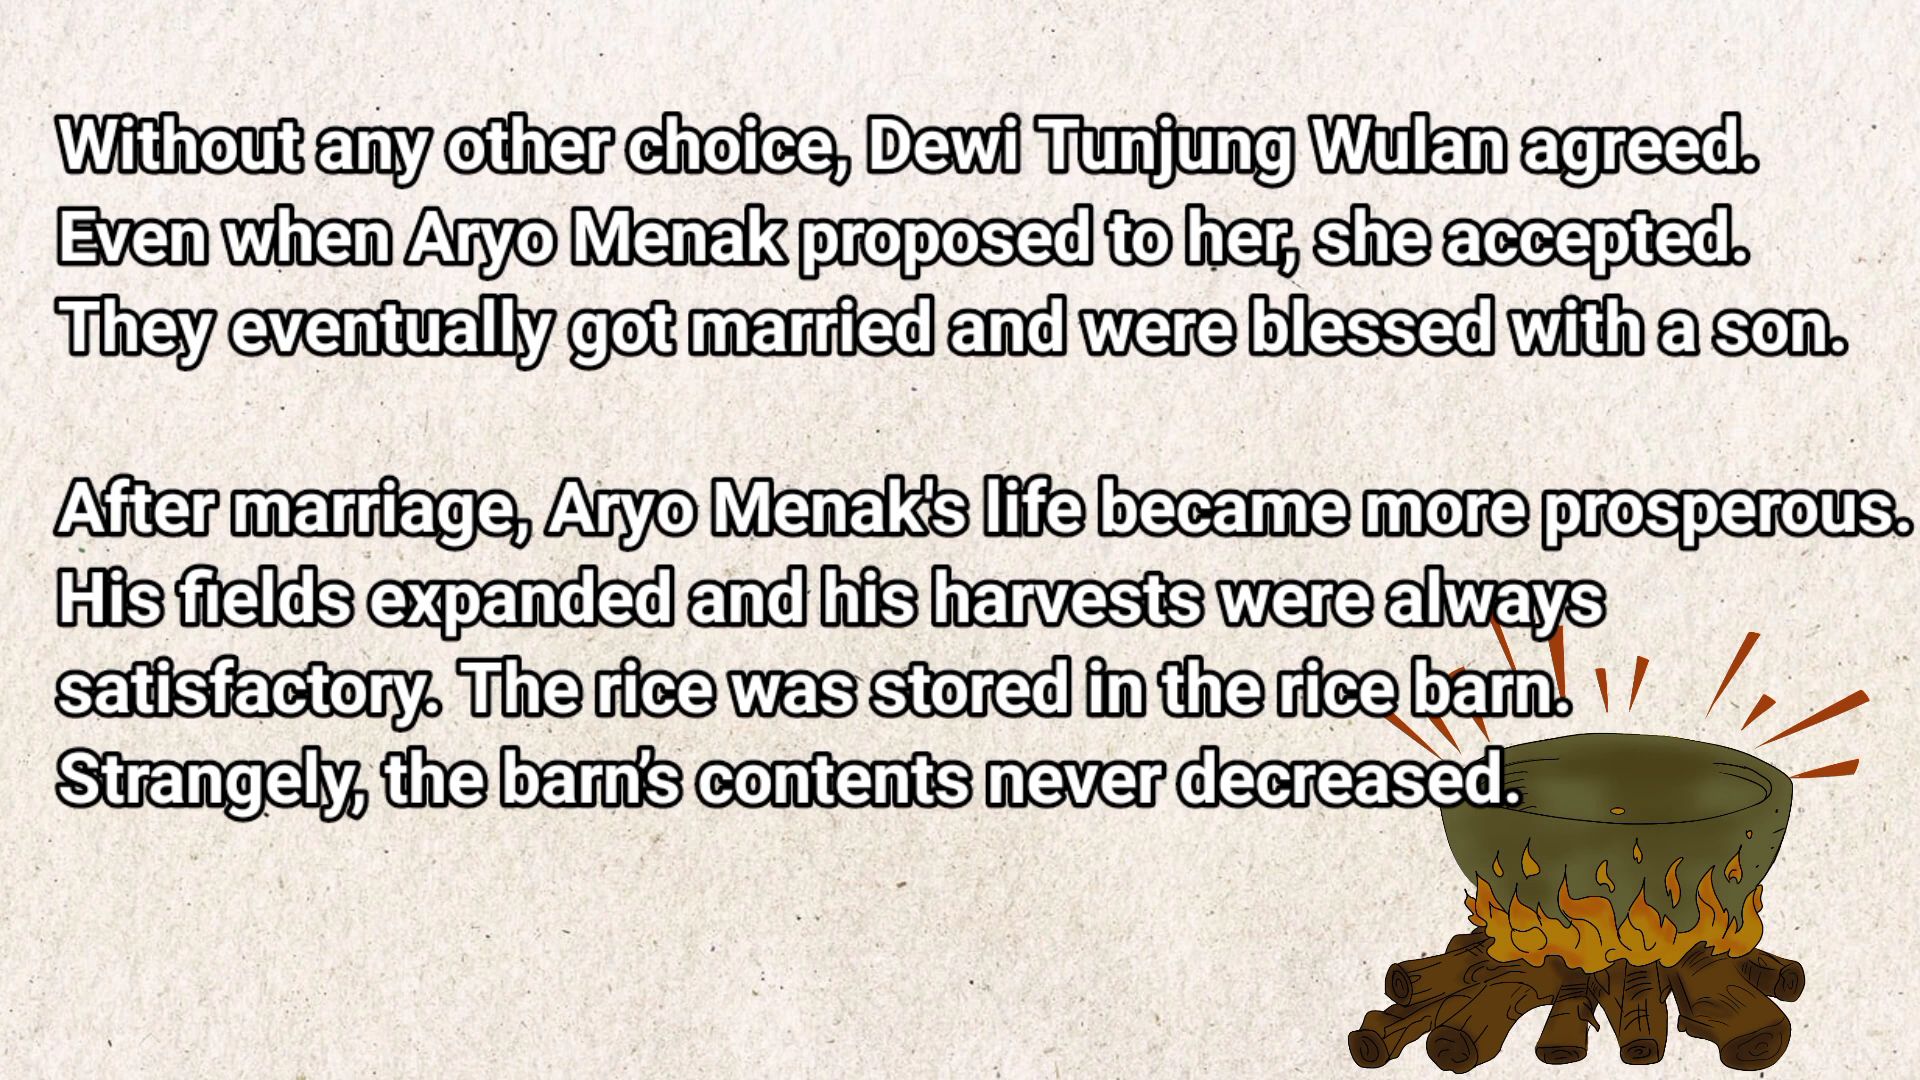 Without any other choice, Dewi Tunjung Wulan agreed.
Even when Aryo Menak proposed to her, she accepted.
They eventually got married and were blessed with a son.
After marriage, Aryo Menak's life became more prosperous.
His fields expanded and his harvests were always
satisfactory. The rice was stored in the rice barn.
Strangely, the barn’s contents never decreased.